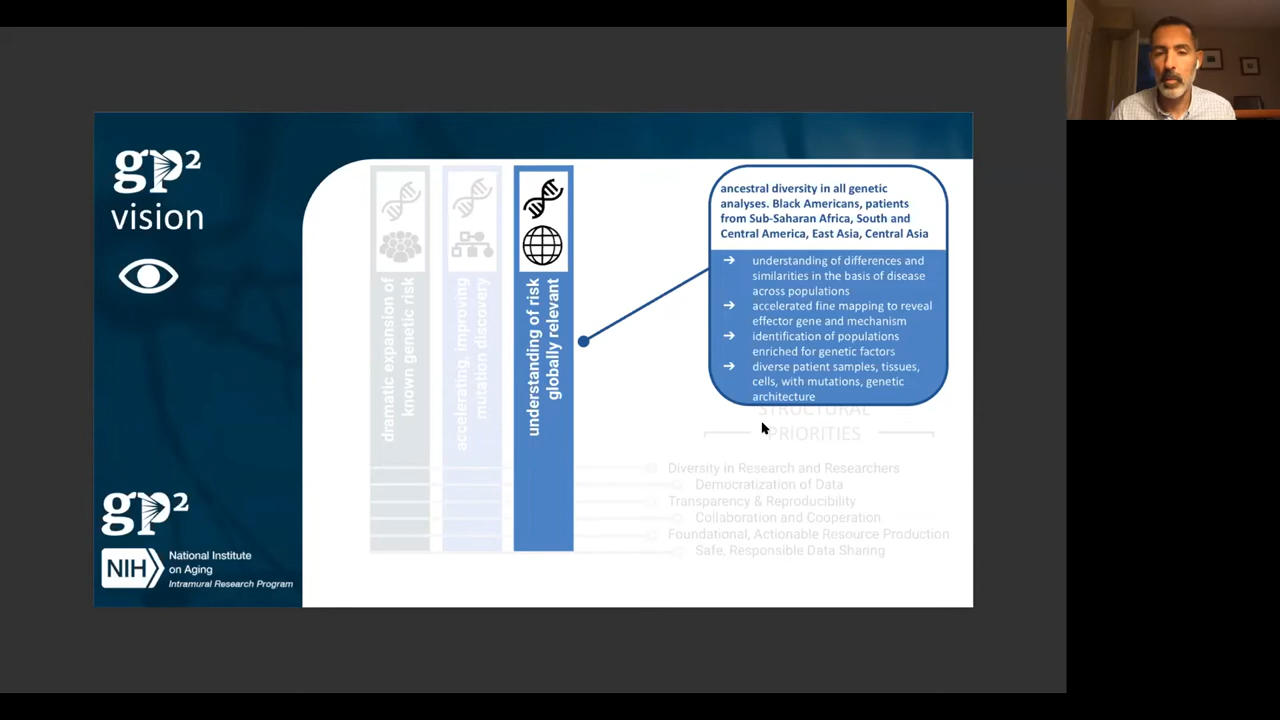 gp²
vision
dramatic expansion of
known genetic risk
accelerating, improving
mutation discovery
understanding of risk
globally relevant
ancestral diversity in all genetic
analyses. Black Americans, patients
from Sub-Saharan Africa, South and
Central America, East Asia, Central Asia
➔ understanding of differences and
similarities in the basis of disease
across populations
➔ accelerated fine mapping to reveal
effector gene and mechanism
➔ identification of populations
enriched for genetic factors
➔ diverse patient samples, tissues,
cells, with mutations, genetic
architecture
STRUCTURAL
PRIORITIES
Diversity in Research and Researchers
Democratization of Data
Transparency & Reproducibility
Collaboration and Cooperation
Foundational, Actionable Resource Production
Safe, Responsible Data Sharing
gp²
NIH
National Institute
on Aging
Intramural Research Program